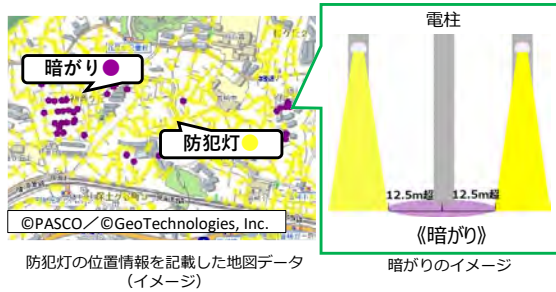 電柱
暗がり
防犯灯
12.5m超
12.5m超
©PASCO／©GeoTechnologies, Inc.
《暗がり》
防犯灯の位置情報を記載した地図データ
（イメージ）
暗がりのイメージ